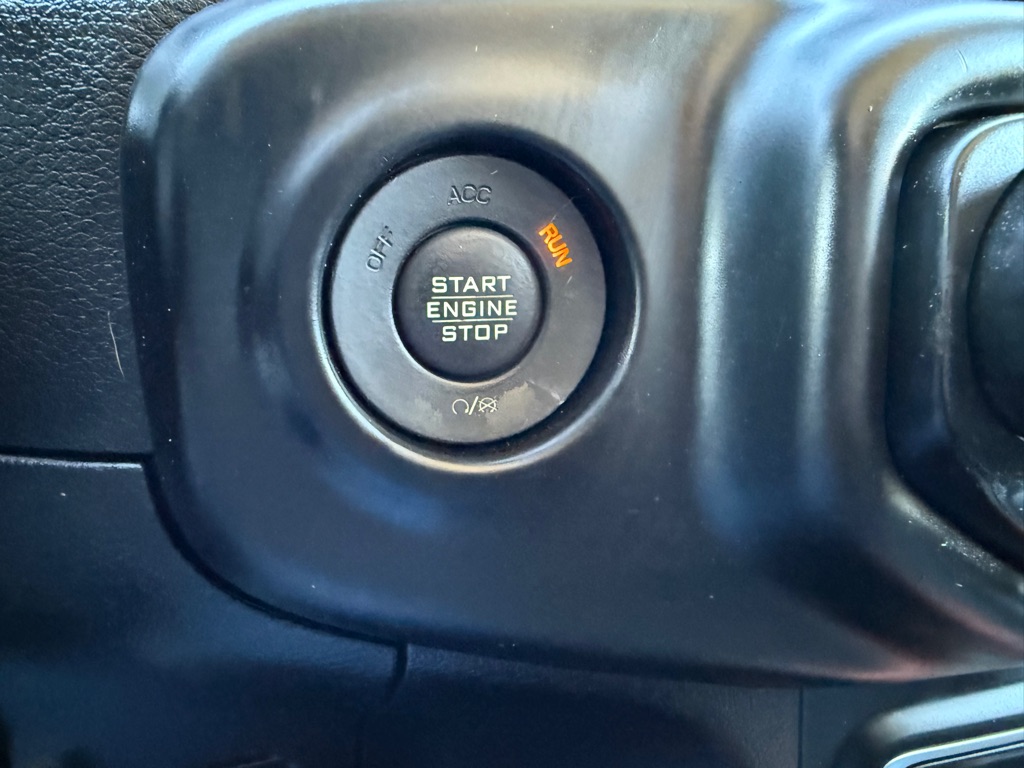 ACC
OFF
RUN
START
ENGINE
STOP